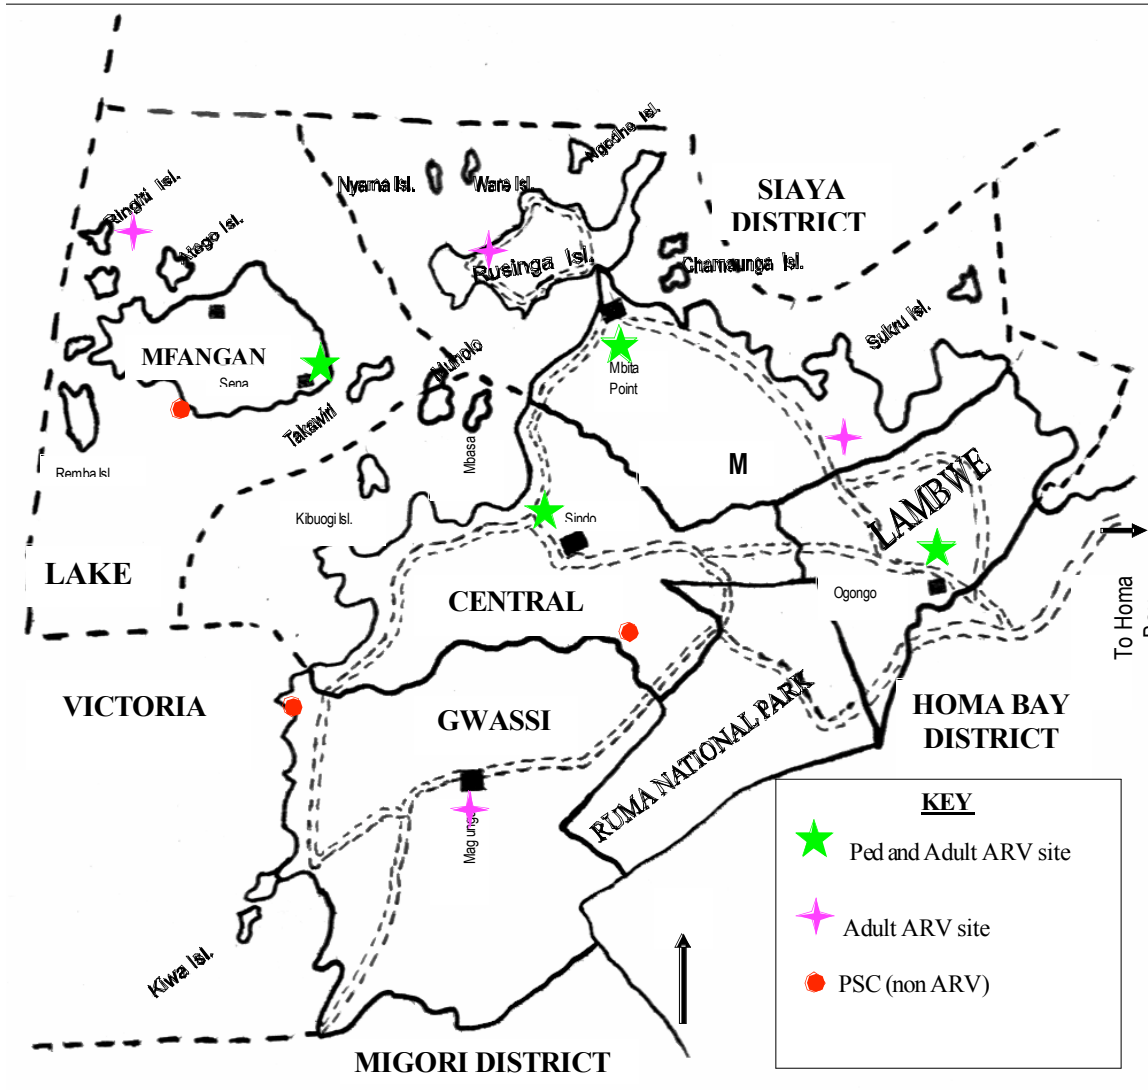 Ngodhe Isl.
Nyama Isl.
Ware Isl.
SIAYA
DISTRICT
Ringiti Isl.
Atego Isl.
Rusinga Isl.
Chamaunga Isl.
Sukru Isl.
MFANGAN
Sena
Mbita
Point
Takawiri
Muholo
Mbasa
Remba Isl.
M
LAMBWE
Kibuogi Isl.
Sindo
LAKE
CENTRAL
Ogongo
To Homa
VICTORIA
GWASSI
RUMA NATIONAL PARK
HOMA BAY
DISTRICT
Magunga
Kiwa Isl.
MIGORI DISTRICT
KEY
Ped and Adult ARV site
Adult ARV site
PSC (non ARV)